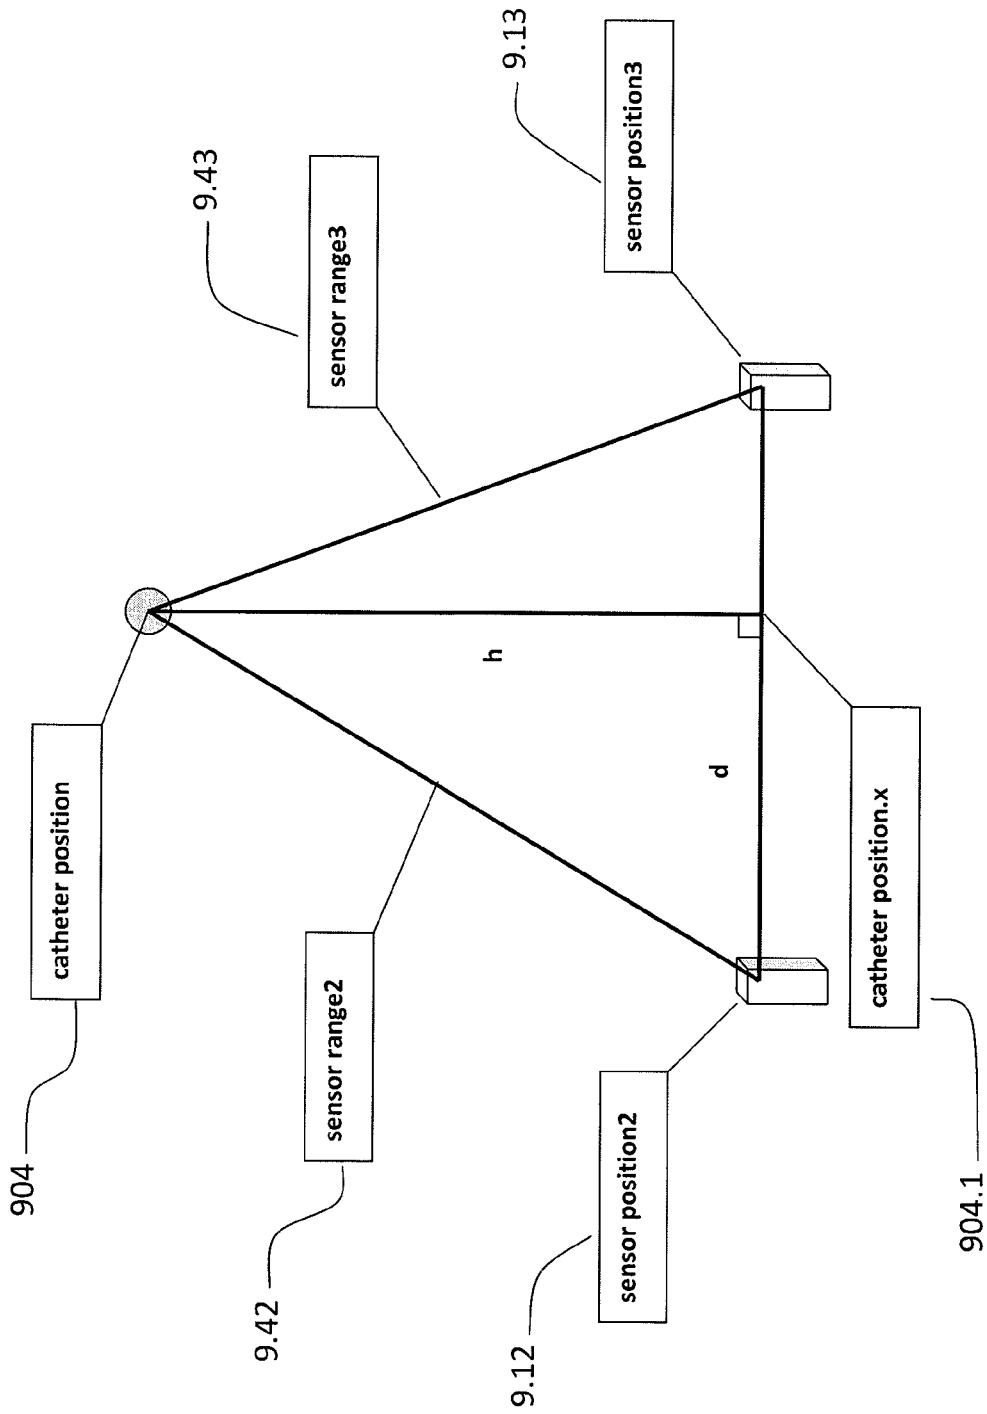 904
catheter position
9.42
sensor range2
9.43
sensor range3
h
d
9.12
sensor position2
9.13
sensor position3
904.1
catheter position.x